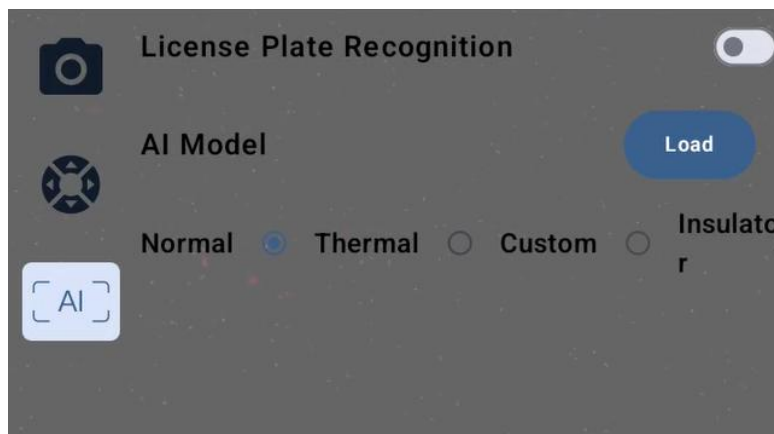 License Plate Recognition
AI Model
Load
Normal
Thermal
Custom
Insulato
r
AI